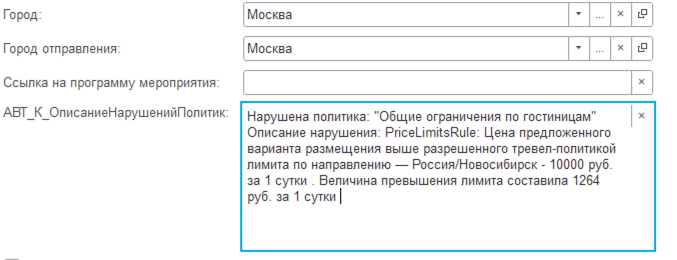 Город: Москва ...
Город отправления: Москва ...
Ссылка на программу мероприятия:
АВТ_К_ОписаниеНарушенийПолитик:
Нарушена политика: "Общие ограничения по гостиницам"
Описание нарушения: PriceLimitsRule: Цена предложенного
варианта размещения выше разрешенного тревел-политикой
лимита по направлению — Россия/Новосибирск - 10000 руб.
за 1 сутки . Величина превышения лимита составила 1264
руб. за 1 сутки